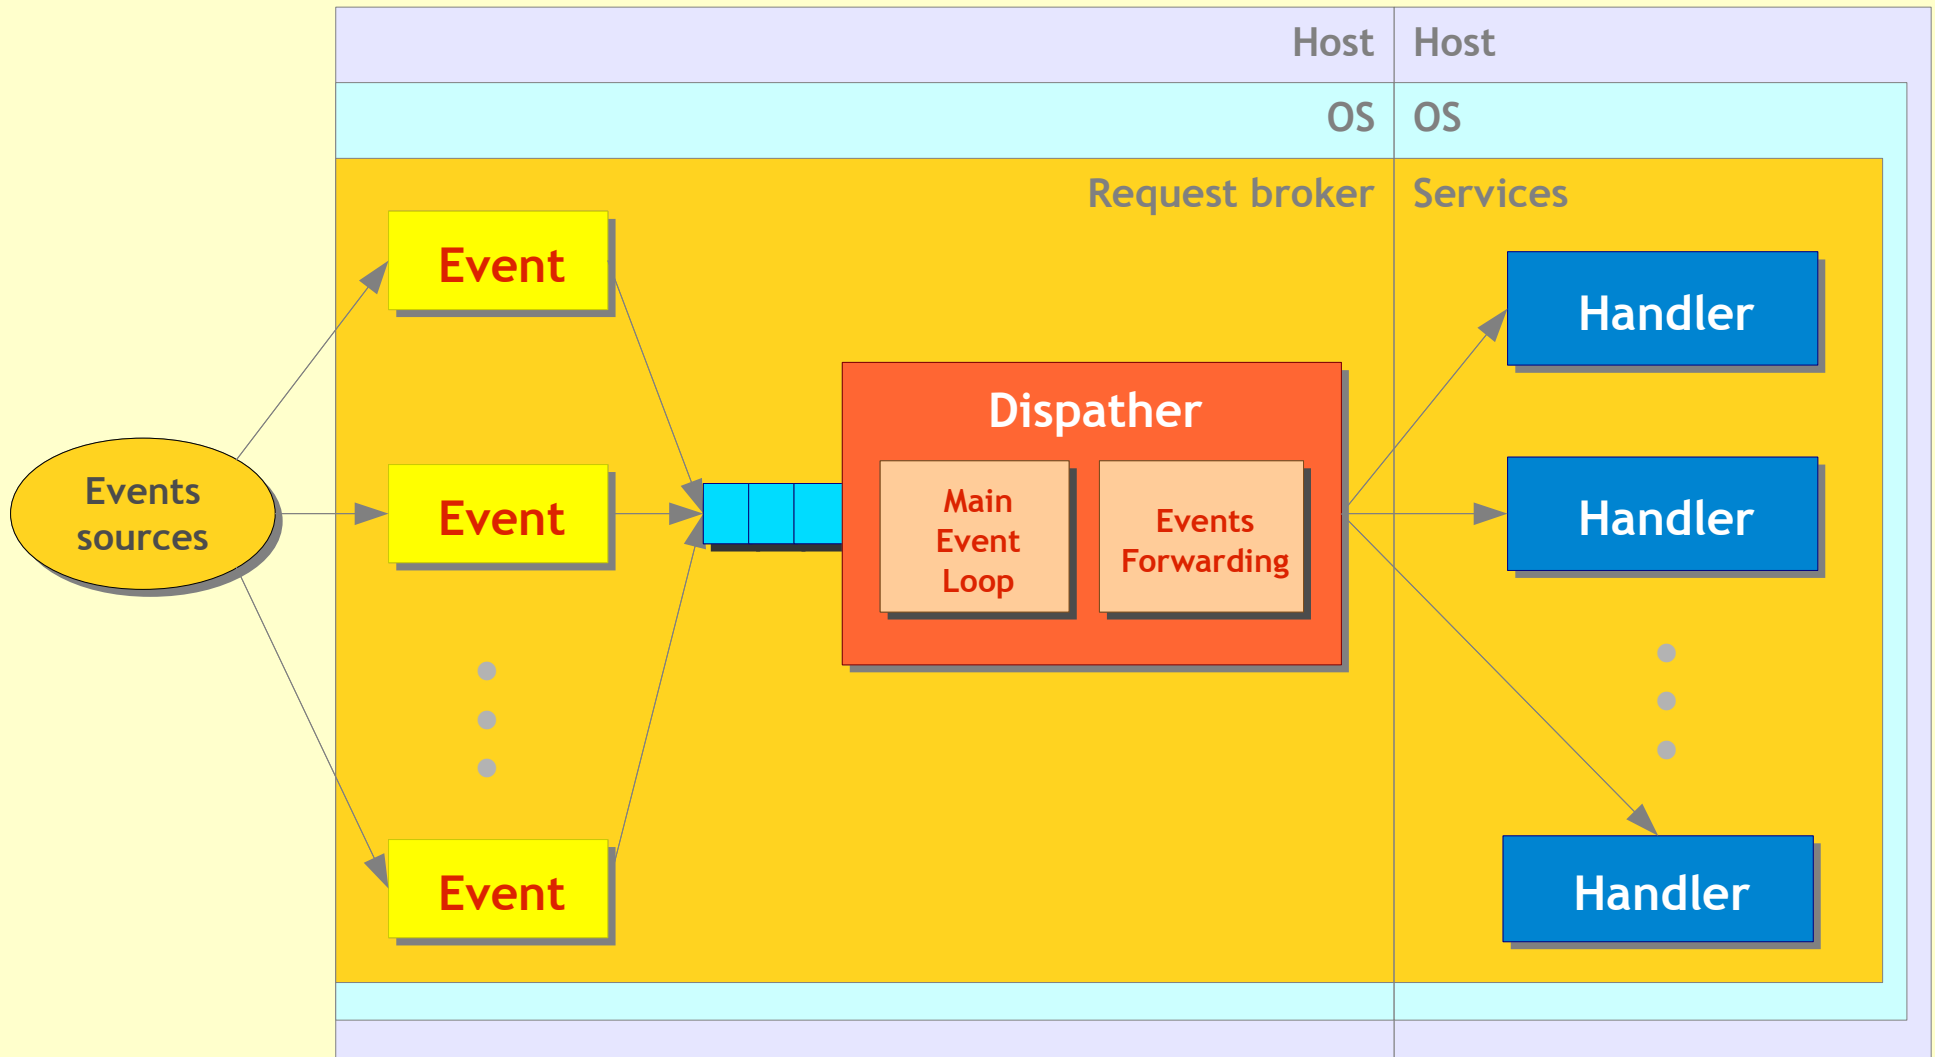 Host
Host
OS
OS
Request broker
Services
Event
Handler
Dispather
Events
sources
Event
Main
Event
Loop
Events
Forwarding
Handler
Event
Handler